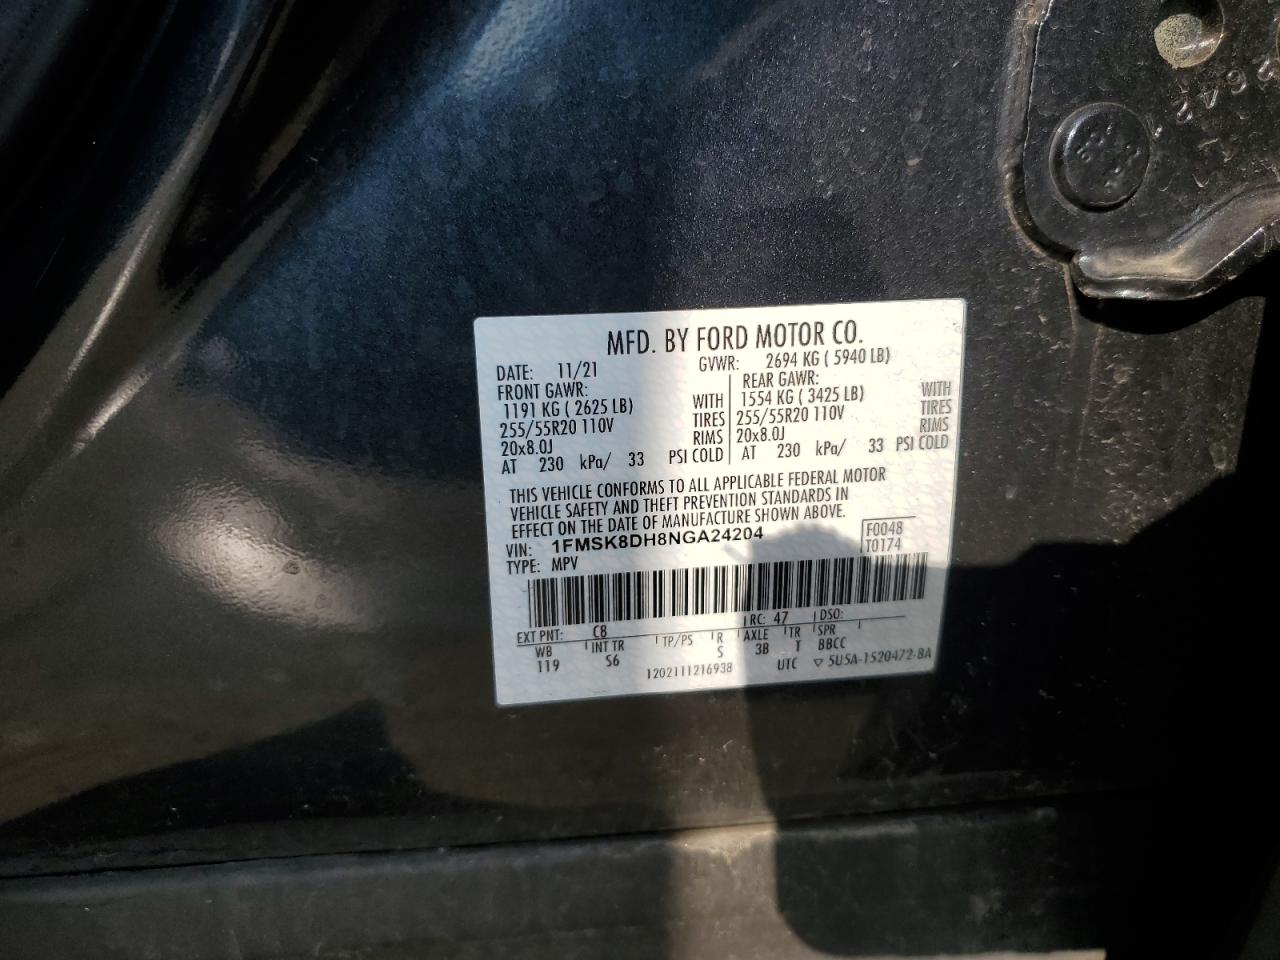 MFD. BY FORD MOTOR CO.
DATE: 11/21 GVWR: 2694 KG ( 5940 LB)
FRONT GAWR: REAR GAWR:
1191 KG ( 2625 LB) WITH 1554 KG ( 3425 LB) WITH
255/55R20 110V TIRES 255/55R20 110V TIRES
20x8.0J RIMS 20x8.0J RIMS
AT 230 kPa/ 33 PSI COLD AT 230 kPa/ 33 PSI COLD
THIS VEHICLE CONFORMS TO ALL APPLICABLE FEDERAL MOTOR
VEHICLE SAFETY AND THEFT PREVENTION STANDARDS IN
EFFECT ON THE DATE OF MANUFACTURE SHOWN ABOVE.
VIN: 1FMSK8DH8NGA24204 F0048
TYPE: MPV T0174
EXT PNT: C8 RC: 47 DSO:
WB INT TR TP/PS R AXLE TR SPR
119 S6 S 3B T BBCC
1202111216938 UTC ▽ 5U5A-1520472-BA